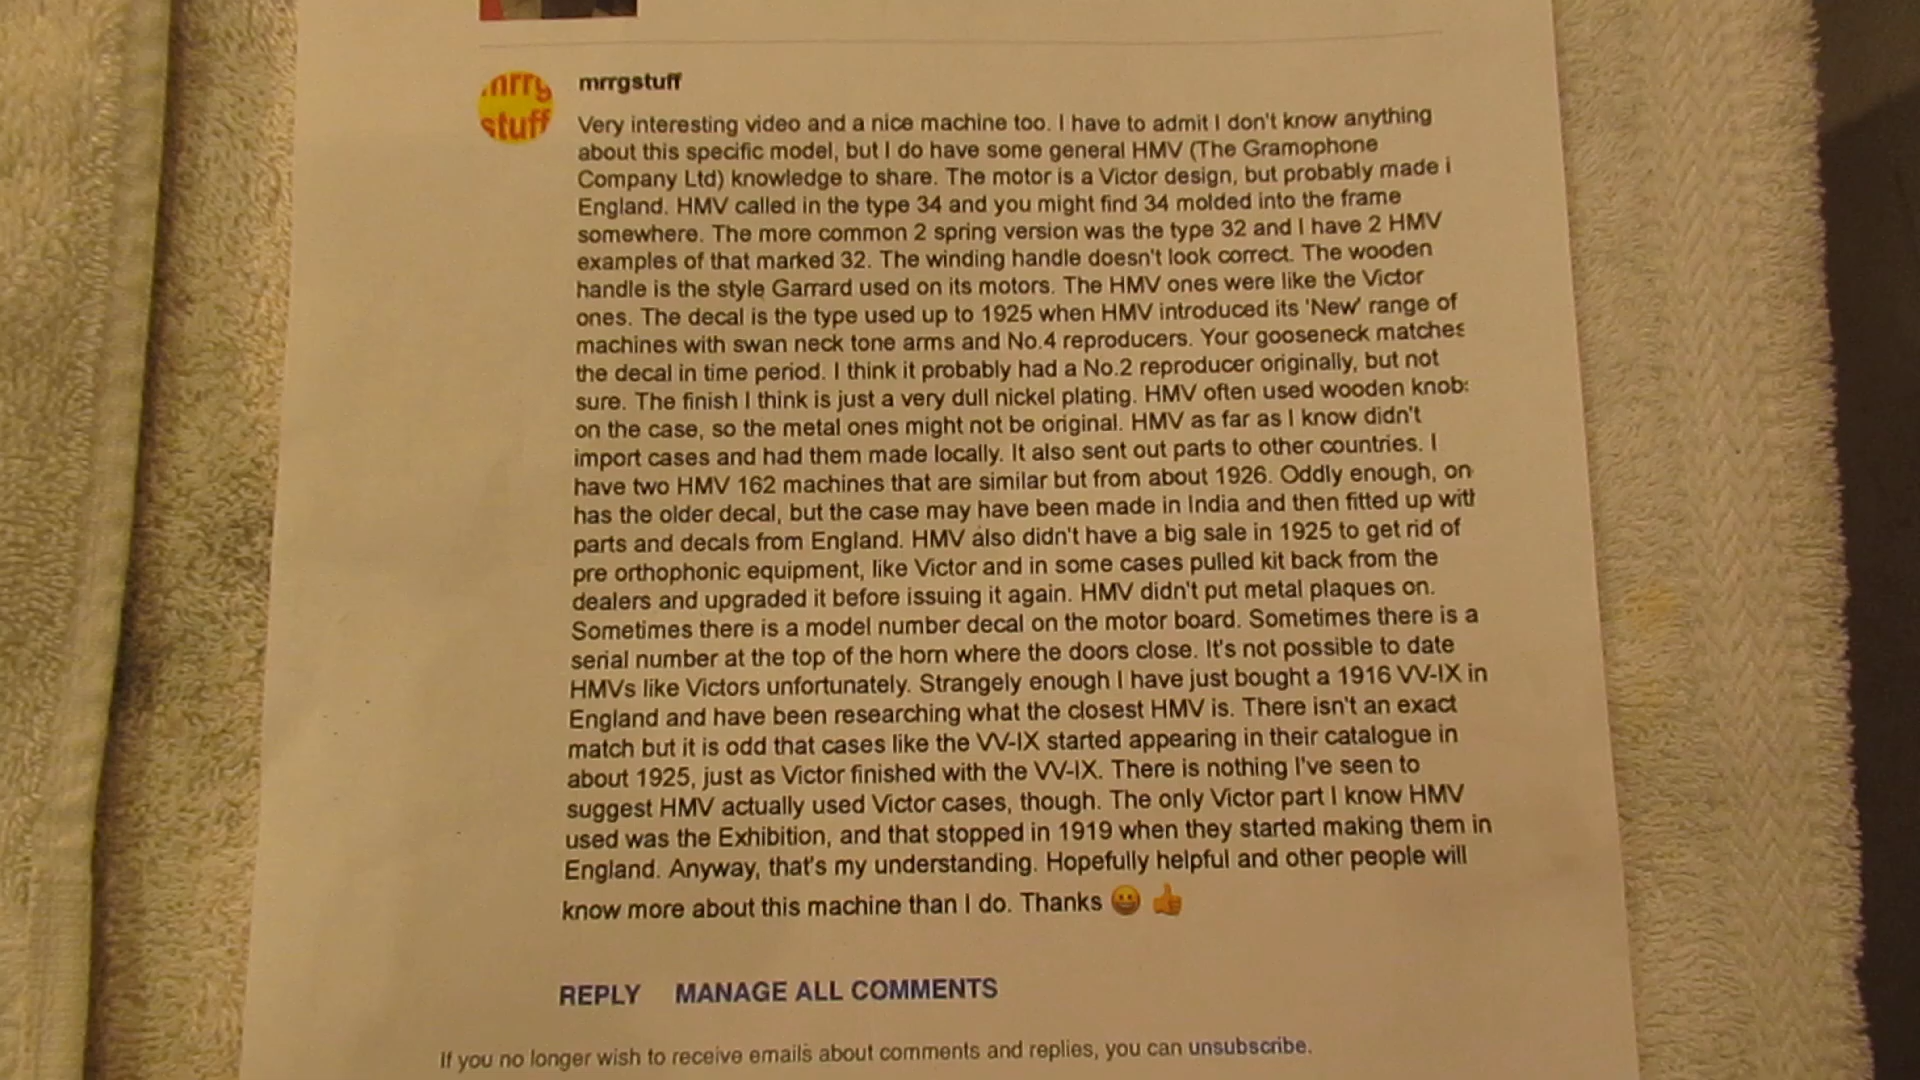 mrrg
stuff
mrrgstuff
Very interesting video and a nice machine too. I have to admit I don't know anything
about this specific model, but I do have some general HMV (The Gramophone
Company Ltd) knowledge to share. The motor is a Victor design, but probably made i
England. HMV called in the type 34 and you might find 34 molded into the frame
somewhere. The more common 2 spring version was the type 32 and I have 2 HMV
examples of that marked 32. The winding handle doesn't look correct. The wooden
handle is the style Garrard used on its motors. The HMV ones were like the Victor
ones. The decal is the type used up to 1925 when HMV introduced its 'New' range of
machines with swan neck tone arms and No.4 reproducers. Your gooseneck matches
the decal in time period. I think it probably had a No.2 reproducer originally, but not
sure. The finish I think is just a very dull nickel plating. HMV often used wooden knobs
on the case, so the metal ones might not be original. HMV as far as I know didn't
import cases and had them made locally. It also sent out parts to other countries. I
have two HMV 162 machines that are similar but from about 1926. Oddly enough, on
has the older decal, but the case may have been made in India and then fitted up with
parts and decals from England. HMV also didn't have a big sale in 1925 to get rid of
pre orthophonic equipment, like Victor and in some cases pulled kit back from the
dealers and upgraded it before issuing it again. HMV didn't put metal plaques on.
Sometimes there is a model number decal on the motor board. Sometimes there is a
serial number at the top of the horn where the doors close. It's not possible to date
HMVs like Victors unfortunately. Strangely enough I have just bought a 1916 VV-IX in
England and have been researching what the closest HMV is. There isn't an exact
match but it is odd that cases like the VV-IX started appearing in their catalogue in
about 1925, just as Victor finished with the VV-IX. There is nothing I've seen to
suggest HMV actually used Victor cases, though. The only Victor part I know HMV
used was the Exhibition, and that stopped in 1919 when they started making them in
England. Anyway, that's my understanding. Hopefully helpful and other people will
know more about this machine than I do. Thanks 😀 👍
REPLY MANAGE ALL COMMENTS
If you no longer wish to receive emails about comments and replies, you can unsubscribe.